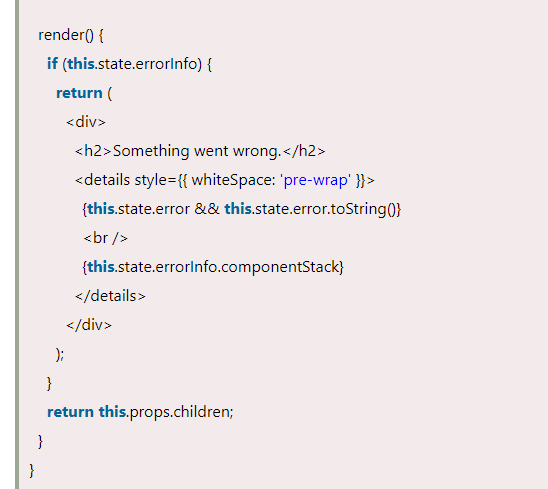 render() {
if (this.state.errorInfo) {
return (
<div>
<h2>Something went wrong.</h2>
<details style={{ whiteSpace: 'pre-wrap' }}>
{this.state.error && this.state.error.toString()}
<br />
{this.state.errorInfo.componentStack}
</details>
</div>
);
}
return this.props.children;
}
}